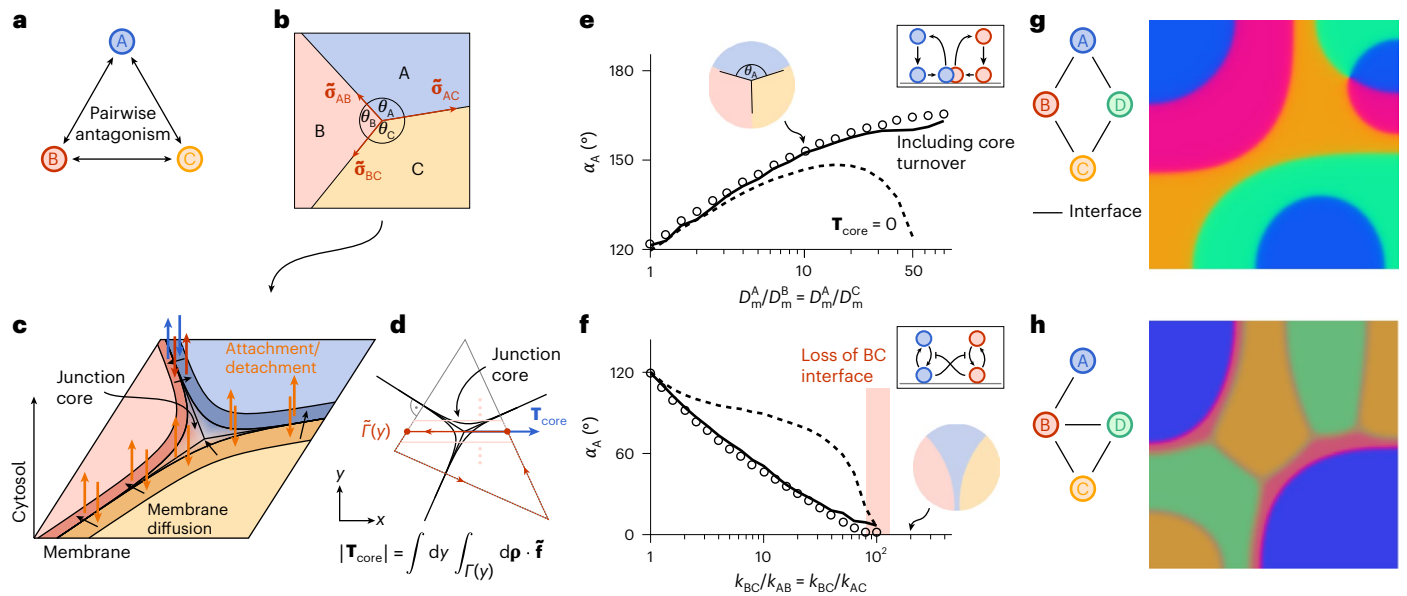 a
A
Pairwise
antagonism
B
C
b
A
σ̃AB
σ̃AC
θA
θB
θC
B
σ̃BC
C
c
Attachment/
detachment
Junction
core
Cytosol
Membrane
diffusion
Membrane
d
Junction
core
Tcore
Γ̃(y)
y
x
|Tcore| = ∫ dy ∫Γ(y) dρ · f̃
e
180
θA
αA (°)
150
Including core
turnover
Tcore = 0
120
1
10
50
DmA/DmB = DmA/DmC
f
Loss of BC
interface
120
αA (°)
60
0
1
10
10²
kBC/kAB = kBC/kAC
g
A
B
D
C
Interface
h
A
B
D
C